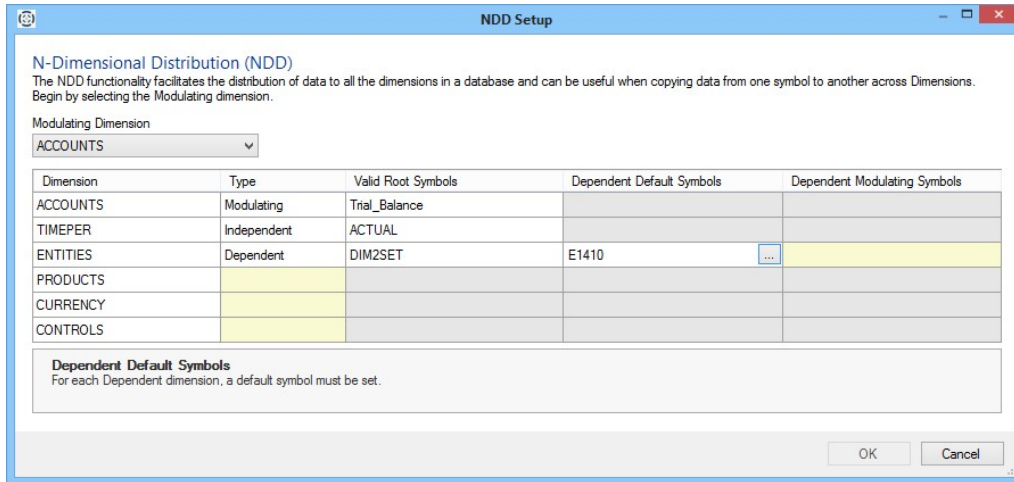 NDD Setup
N-Dimensional Distribution (NDD)
The NDD functionality facilitates the distribution of data to all the dimensions in a database and can be useful when copying data from one symbol to another across Dimensions.
Begin by selecting the Modulating dimension.
Modulating Dimension
ACCOUNTS
Dimension Type Valid Root Symbols Dependent Default Symbols Dependent Modulating Symbols
ACCOUNTS Modulating Trial_Balance
TIMEPER Independent ACTUAL
ENTITIES Dependent DIM2SET E1410 ...
PRODUCTS
CURRENCY
CONTROLS
Dependent Default Symbols
For each Dependent dimension, a default symbol must be set.
OK Cancel